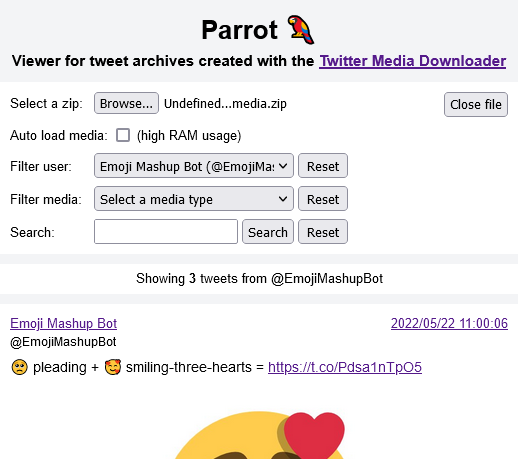 Parrot 🦜
Viewer for tweet archives created with the Twitter Media Downloader
Select a zip: Browse... Undefined...media.zip Close file
Auto load media: (high RAM usage)
Filter user: Emoji Mashup Bot (@EmojiMas Reset
Filter media: Select a media type Reset
Search: Search Reset
Showing 3 tweets from @EmojiMashupBot
Emoji Mashup Bot 2022/05/22 11:00:06
@EmojiMashupBot
🥺 pleading + 🥰 smiling-three-hearts = https://t.co/Pdsa1nTpO5